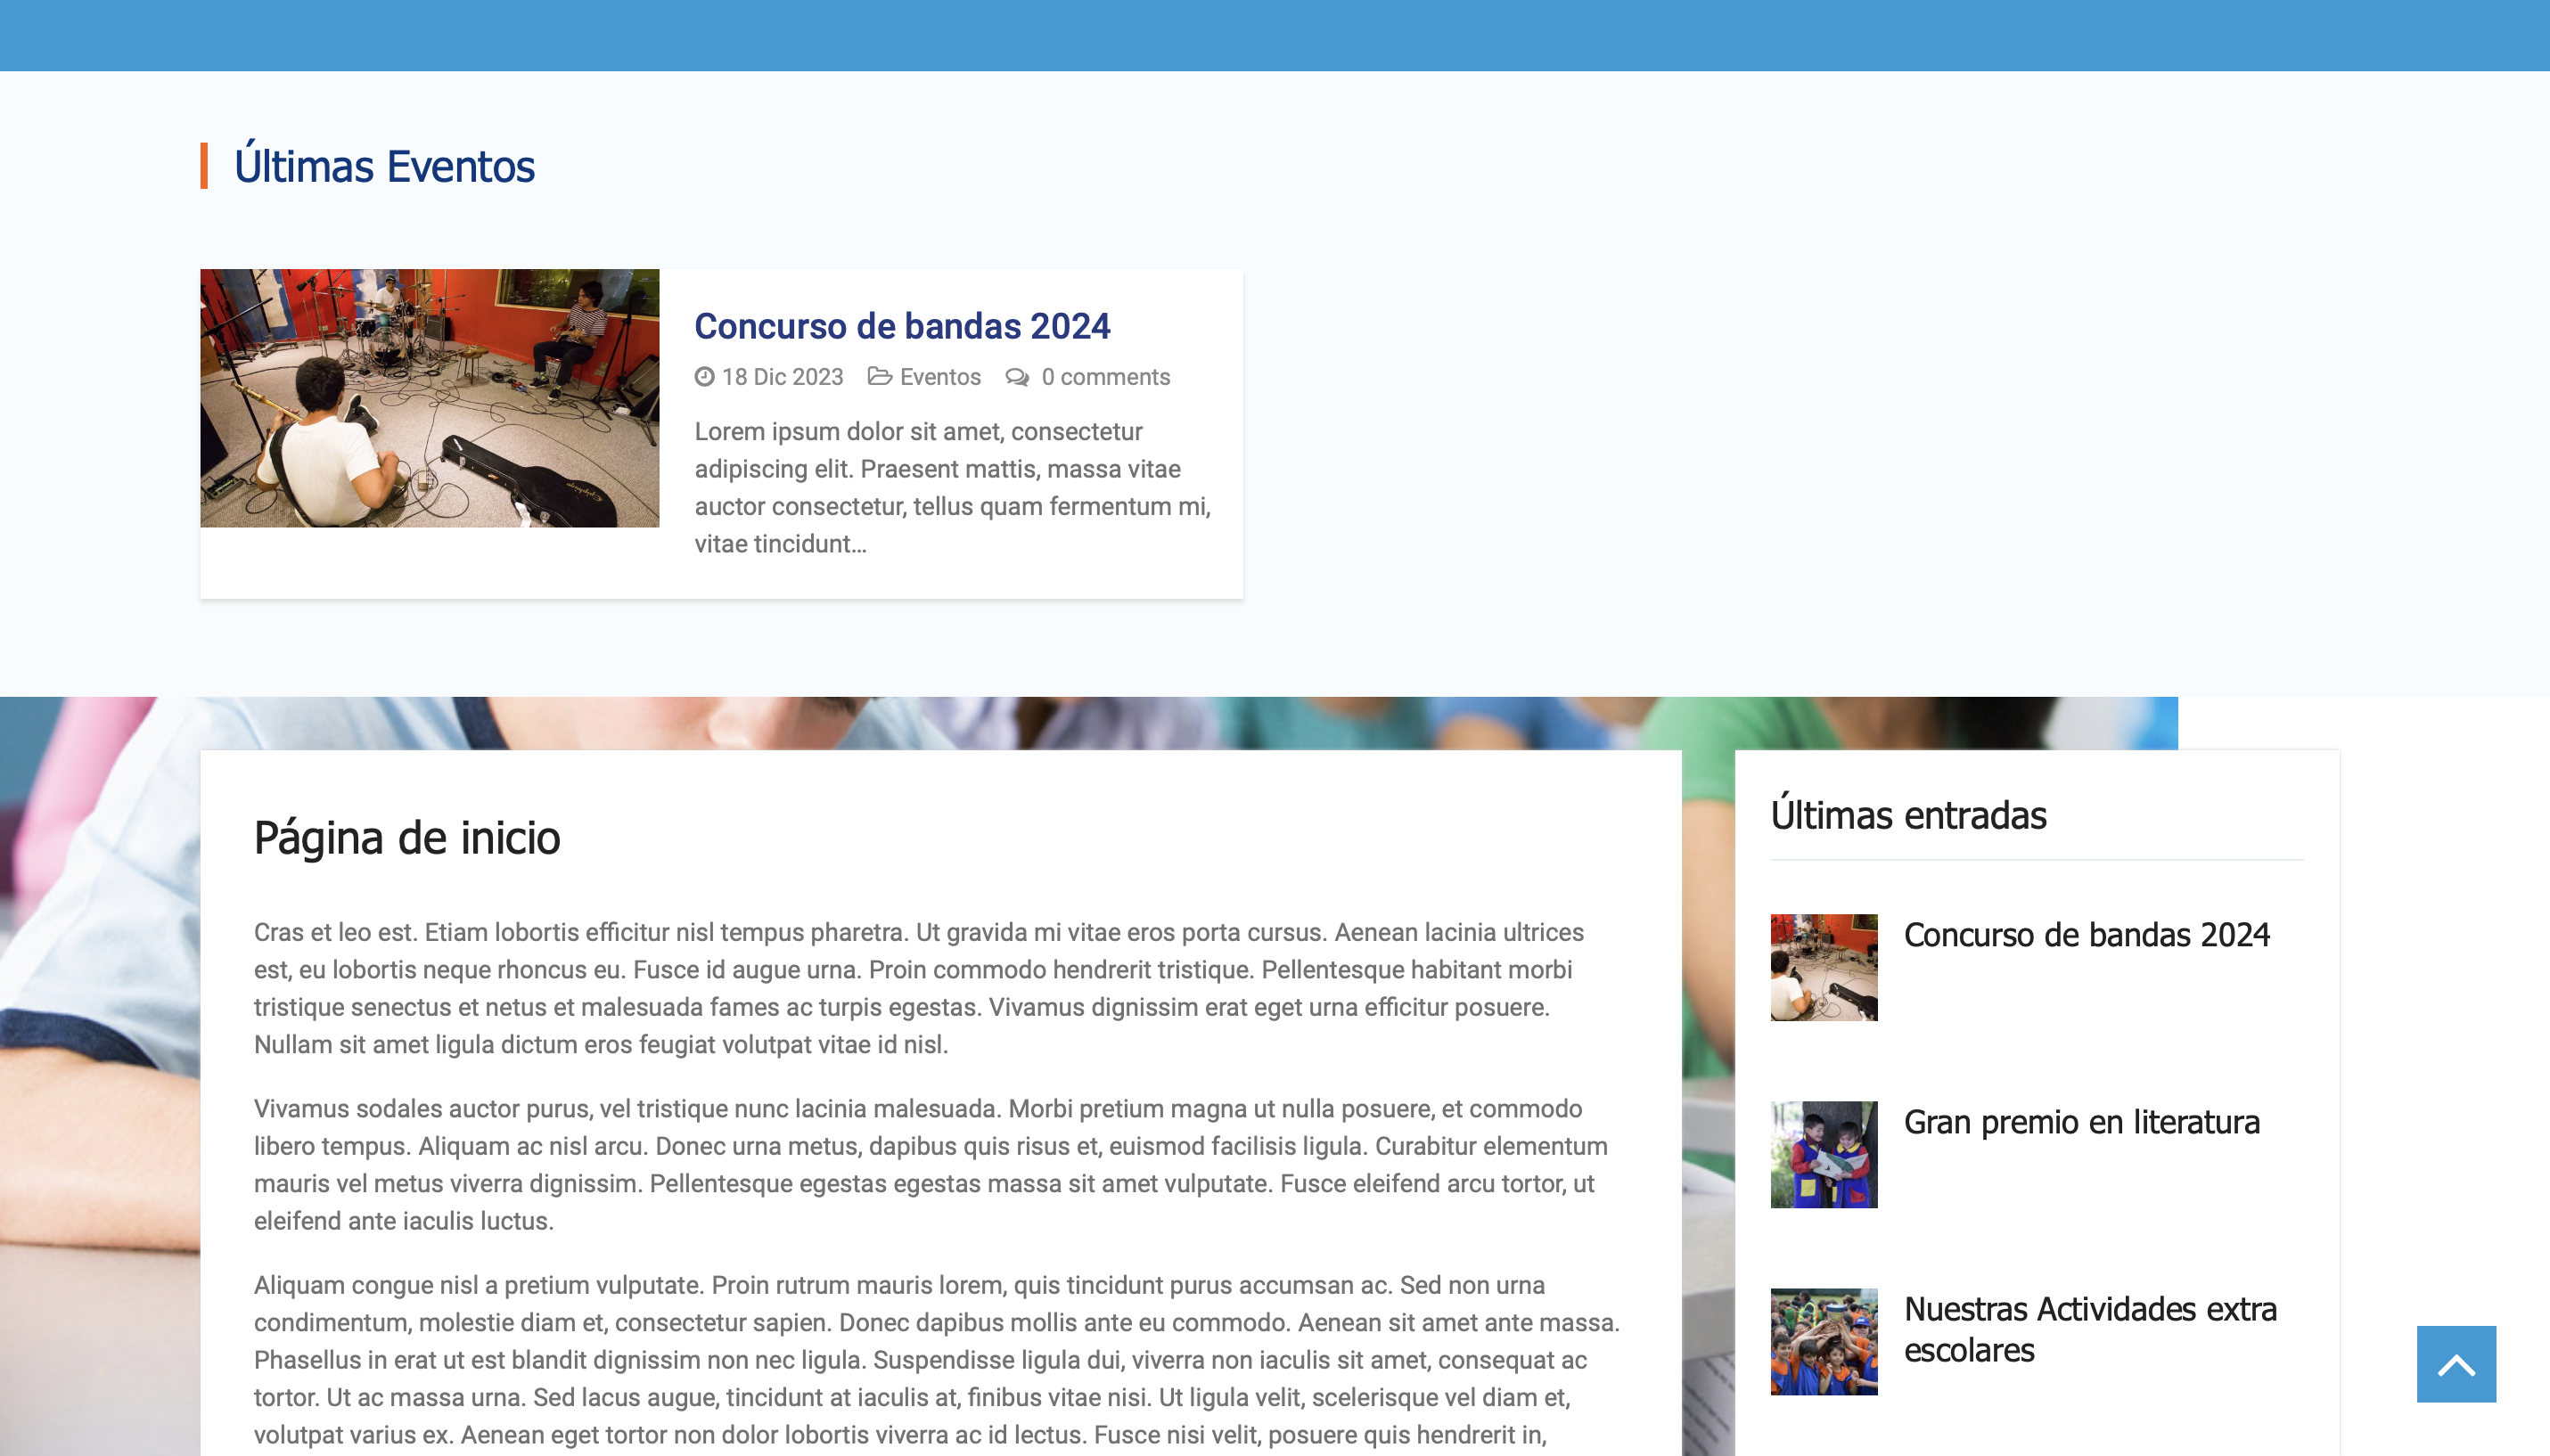 Últimas Eventos
Concurso de bandas 2024
18 Dic 2023 Eventos 0 comments
Lorem ipsum dolor sit amet, consectetur
adipiscing elit. Praesent mattis, massa vitae
auctor consectetur, tellus quam fermentum mi,
vitae tincidunt…
Página de inicio
Cras et leo est. Etiam lobortis efficitur nisl tempus pharetra. Ut gravida mi vitae eros porta cursus. Aenean lacinia ultrices
est, eu lobortis neque rhoncus eu. Fusce id augue urna. Proin commodo hendrerit tristique. Pellentesque habitant morbi
tristique senectus et netus et malesuada fames ac turpis egestas. Vivamus dignissim erat eget urna efficitur posuere.
Nullam sit amet ligula dictum eros feugiat volutpat vitae id nisl.
Vivamus sodales auctor purus, vel tristique nunc lacinia malesuada. Morbi pretium magna ut nulla posuere, et commodo
libero tempus. Aliquam ac nisl arcu. Donec urna metus, dapibus quis risus et, euismod facilisis ligula. Curabitur elementum
mauris vel metus viverra dignissim. Pellentesque egestas egestas massa sit amet vulputate. Fusce eleifend arcu tortor, ut
eleifend ante iaculis luctus.
Aliquam congue nisl a pretium vulputate. Proin rutrum mauris lorem, quis tincidunt purus accumsan ac. Sed non urna
condimentum, molestie diam et, consectetur sapien. Donec dapibus mollis ante eu commodo. Aenean sit amet ante massa.
Phasellus in erat ut est blandit dignissim non nec ligula. Suspendisse ligula dui, viverra non iaculis sit amet, consequat ac
tortor. Ut ac massa urna. Sed lacus augue, tincidunt at iaculis at, finibus vitae nisi. Ut ligula velit, scelerisque vel diam et,
volutpat varius ex. Aenean eget tortor non dolor lobortis viverra ac id lectus. Fusce nisi velit, posuere quis hendrerit in,
Últimas entradas
Concurso de bandas 2024
Gran premio en literatura
Nuestras Actividades extra
escolares